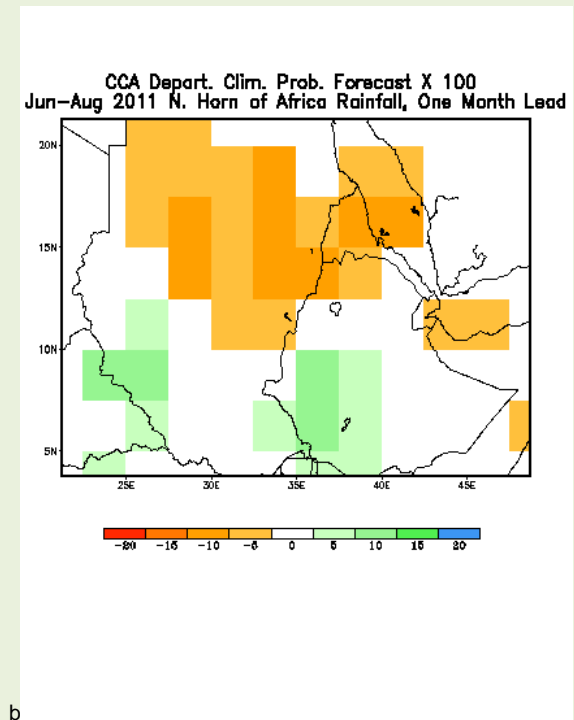 CCA Depart. Clim. Prob. Forecast X 100
Jun-Aug 2011 N. Horn of Africa Rainfall, One Month Lead
20N
15N
10N
5N
25E 30E 35E 40E 45E
-20 -15 -10 -5 0 5 10 15 20
b